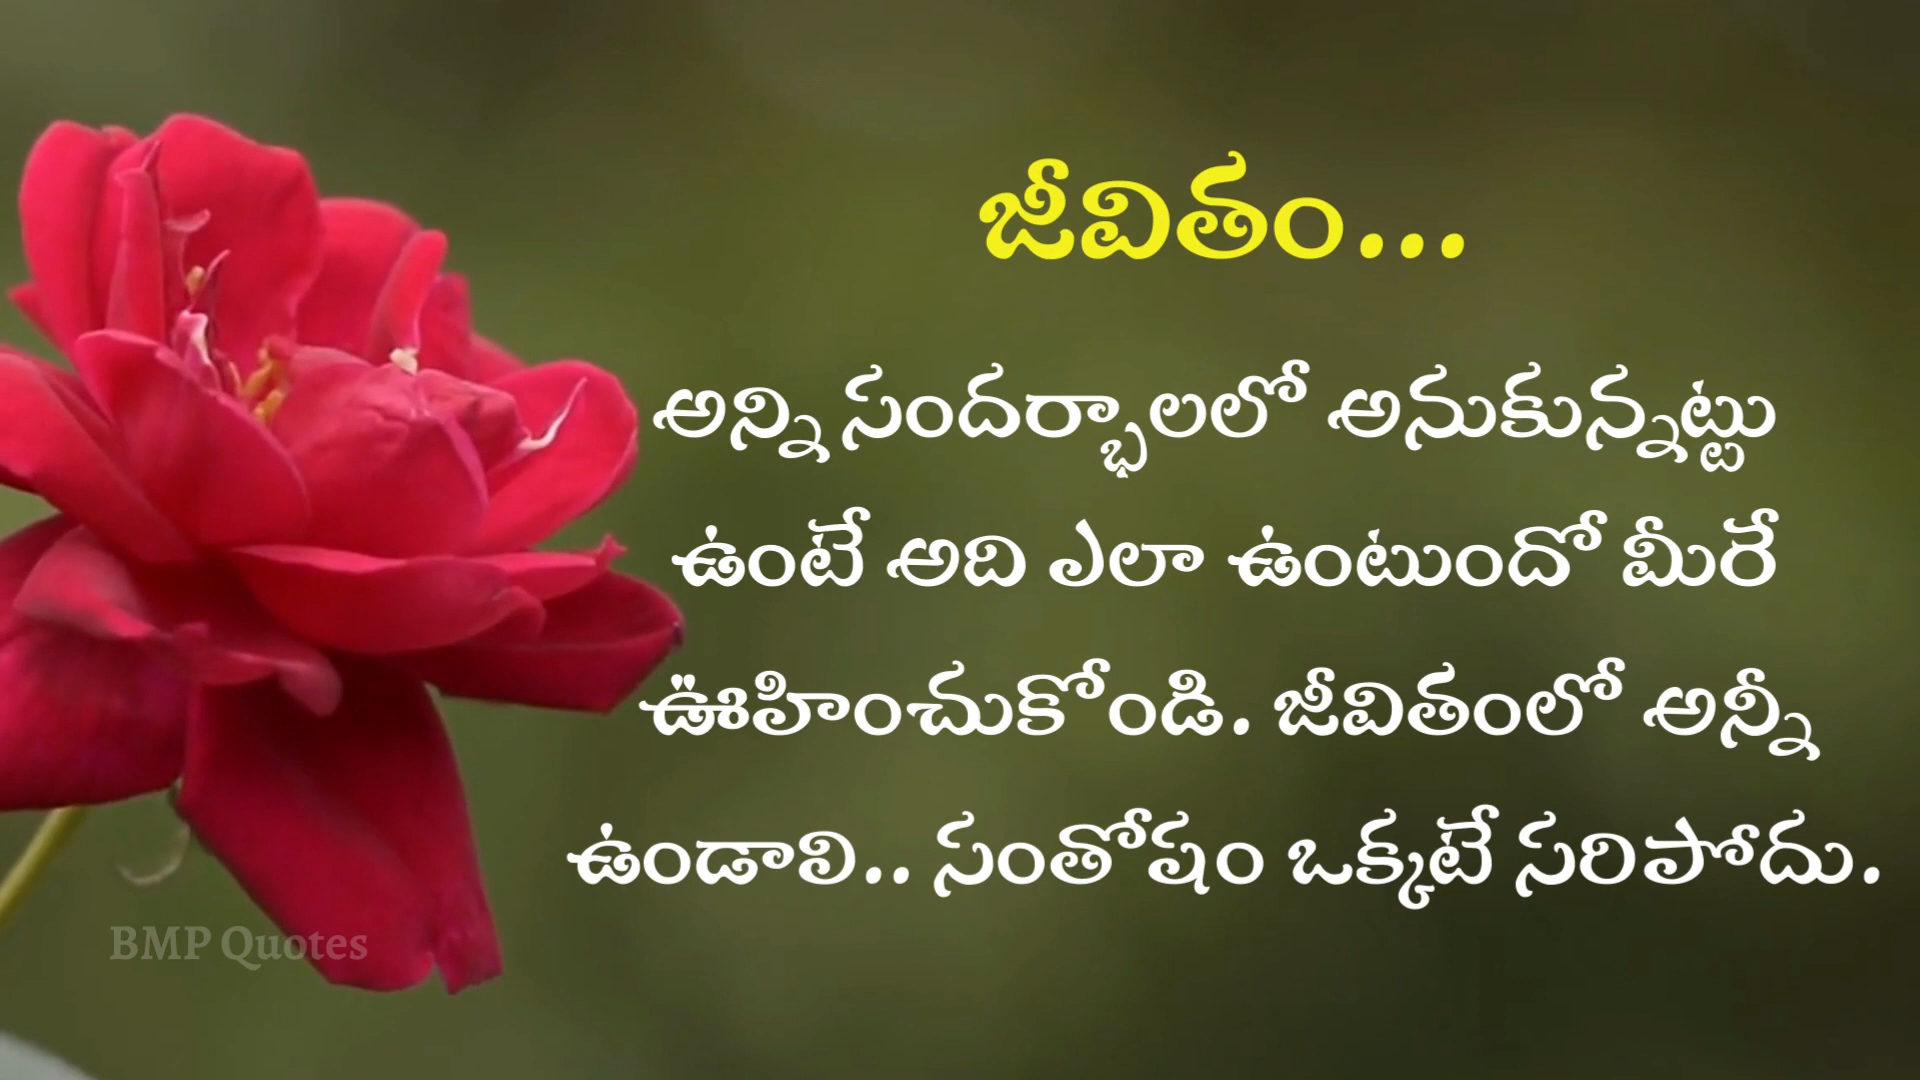 జీవితం...
అన్ని సందర్భాలలో అనుకున్నట్టు
ఉంటే అది ఎలా ఉంటుందో మీరే
ఊహించుకోండి. జీవితంలో అన్నీ
ఉండాలి.. సంతోషం ఒక్కటే సరిపోదు.
BMP Quotes